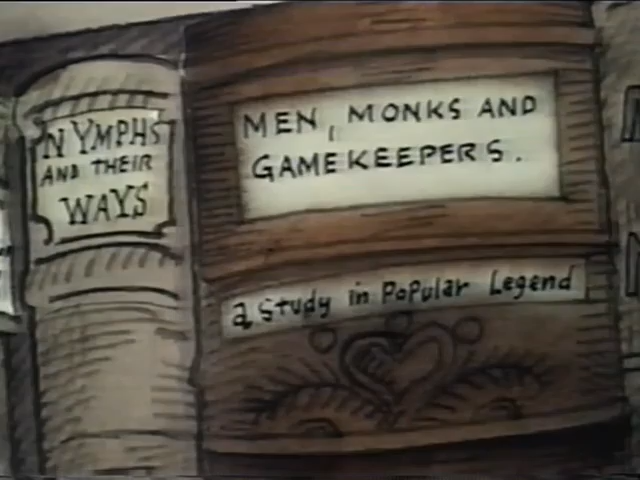 NYMPHS
AND THEIR
WAYS
MEN, MONKS AND
GAMEKEEPERS.
a Study in Popular Legend